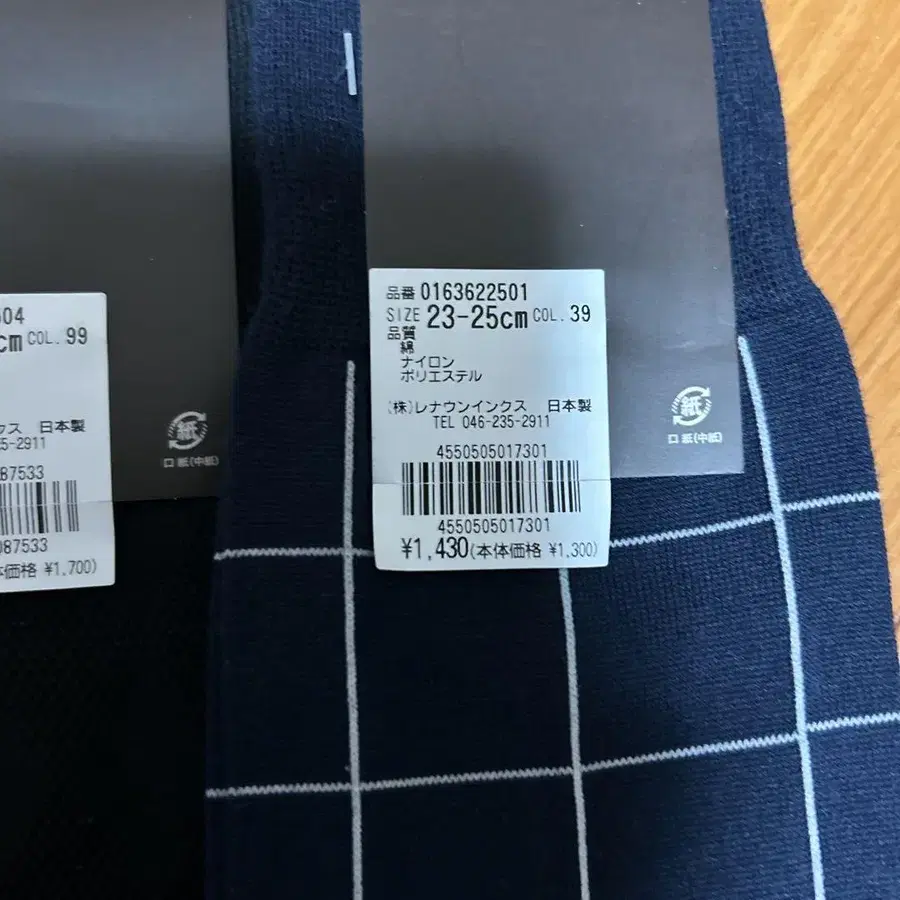 504
cm COL. 99
クス 日本製
35-2911
087533
087533
体価格 ¥1,700)
紙
口 紙(中紙)
品番 0163622501
SIZE 23-25cm COL. 39
品質
綿
ナイロン
ポリエステル
(株)レナウンインクス 日本製
TEL 046-235-2911
4550505017301
4550505017301
¥1,430(本体価格 ¥1,300)
紙
口 紙(中紙)